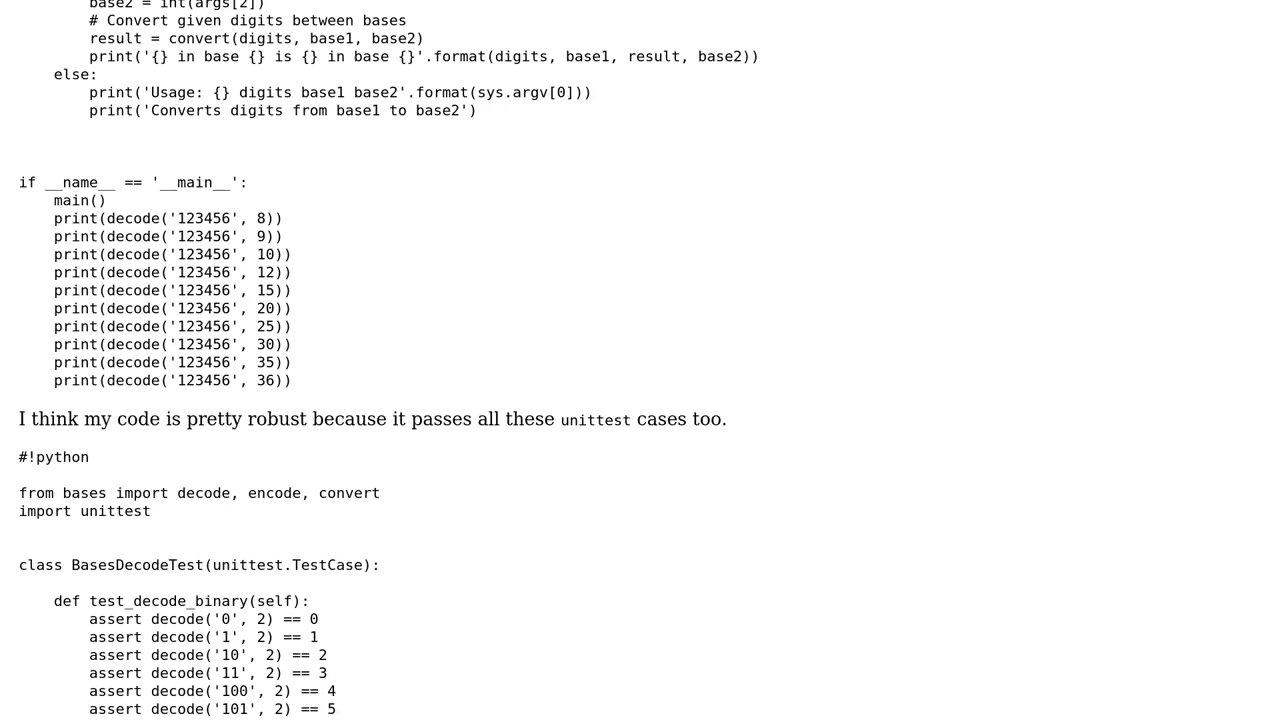 base2 = int(args[2])
        # Convert given digits between bases
        result = convert(digits, base1, base2)
        print('{} in base {} is {} in base {}'.format(digits, base1, result, base2))
    else:
        print('Usage: {} digits base1 base2'.format(sys.argv[0]))
        print('Converts digits from base1 to base2')
if __name__ == '__main__':
    main()
    print(decode('123456', 8))
    print(decode('123456', 9))
    print(decode('123456', 10))
    print(decode('123456', 12))
    print(decode('123456', 15))
    print(decode('123456', 20))
    print(decode('123456', 25))
    print(decode('123456', 30))
    print(decode('123456', 35))
    print(decode('123456', 36))
I think my code is pretty robust because it passes all these unittest cases too.
#!python
from bases import decode, encode, convert
import unittest
class BasesDecodeTest(unittest.TestCase):
    def test_decode_binary(self):
        assert decode('0', 2) == 0
        assert decode('1', 2) == 1
        assert decode('10', 2) == 2
        assert decode('11', 2) == 3
        assert decode('100', 2) == 4
        assert decode('101', 2) == 5